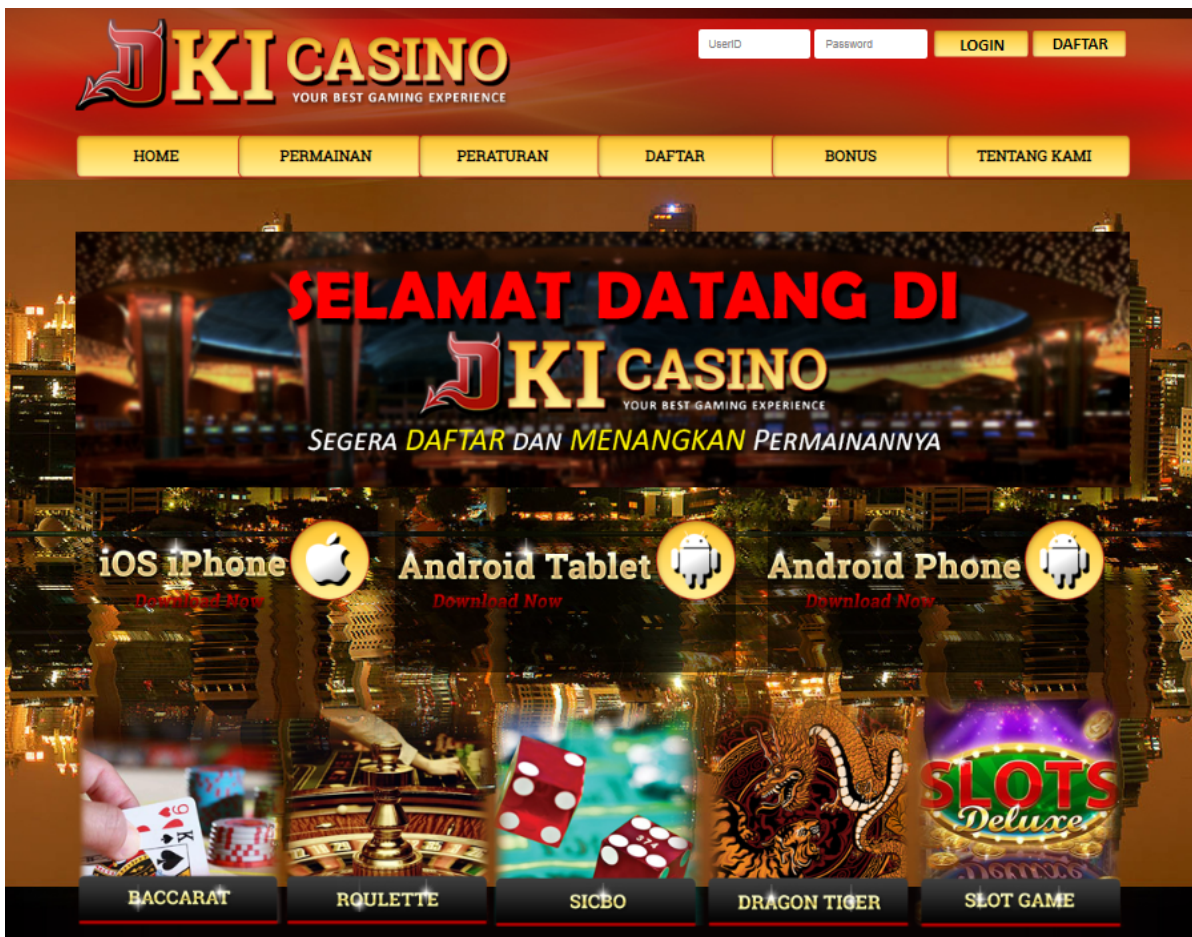 DKI CASINO
YOUR BEST GAMING EXPERIENCE
UserID
Password
LOGIN
DAFTAR
HOME
PERMAINAN
PERATURAN
DAFTAR
BONUS
TENTANG KAMI
SELAMAT DATANG DI
DKI CASINO
YOUR BEST GAMING EXPERIENCE
SEGERA DAFTAR DAN MENANGKAN PERMAINANNYA
iOS iPhone
Download Now
Android Tablet
Download Now
Android Phone
Download Now
9
K
SLOTS
Deluxe
BACCARAT
ROULETTE
SICBO
DRAGON TIGER
SLOT GAME